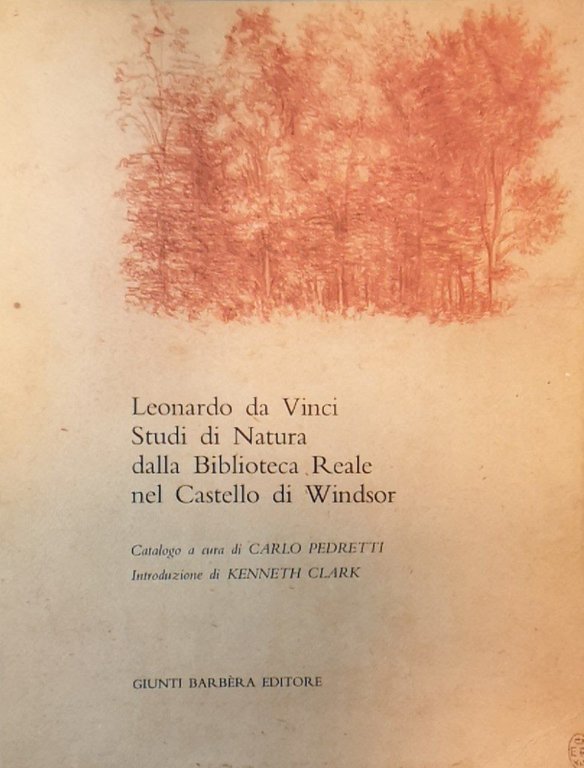 Leonardo da Vinci
Studi di Natura
dalla Biblioteca Reale
nel Castello di Windsor
Catalogo a cura di CARLO PEDRETTI
Introduzione di KENNETH CLARK
GIUNTI BARBÈRA EDITORE